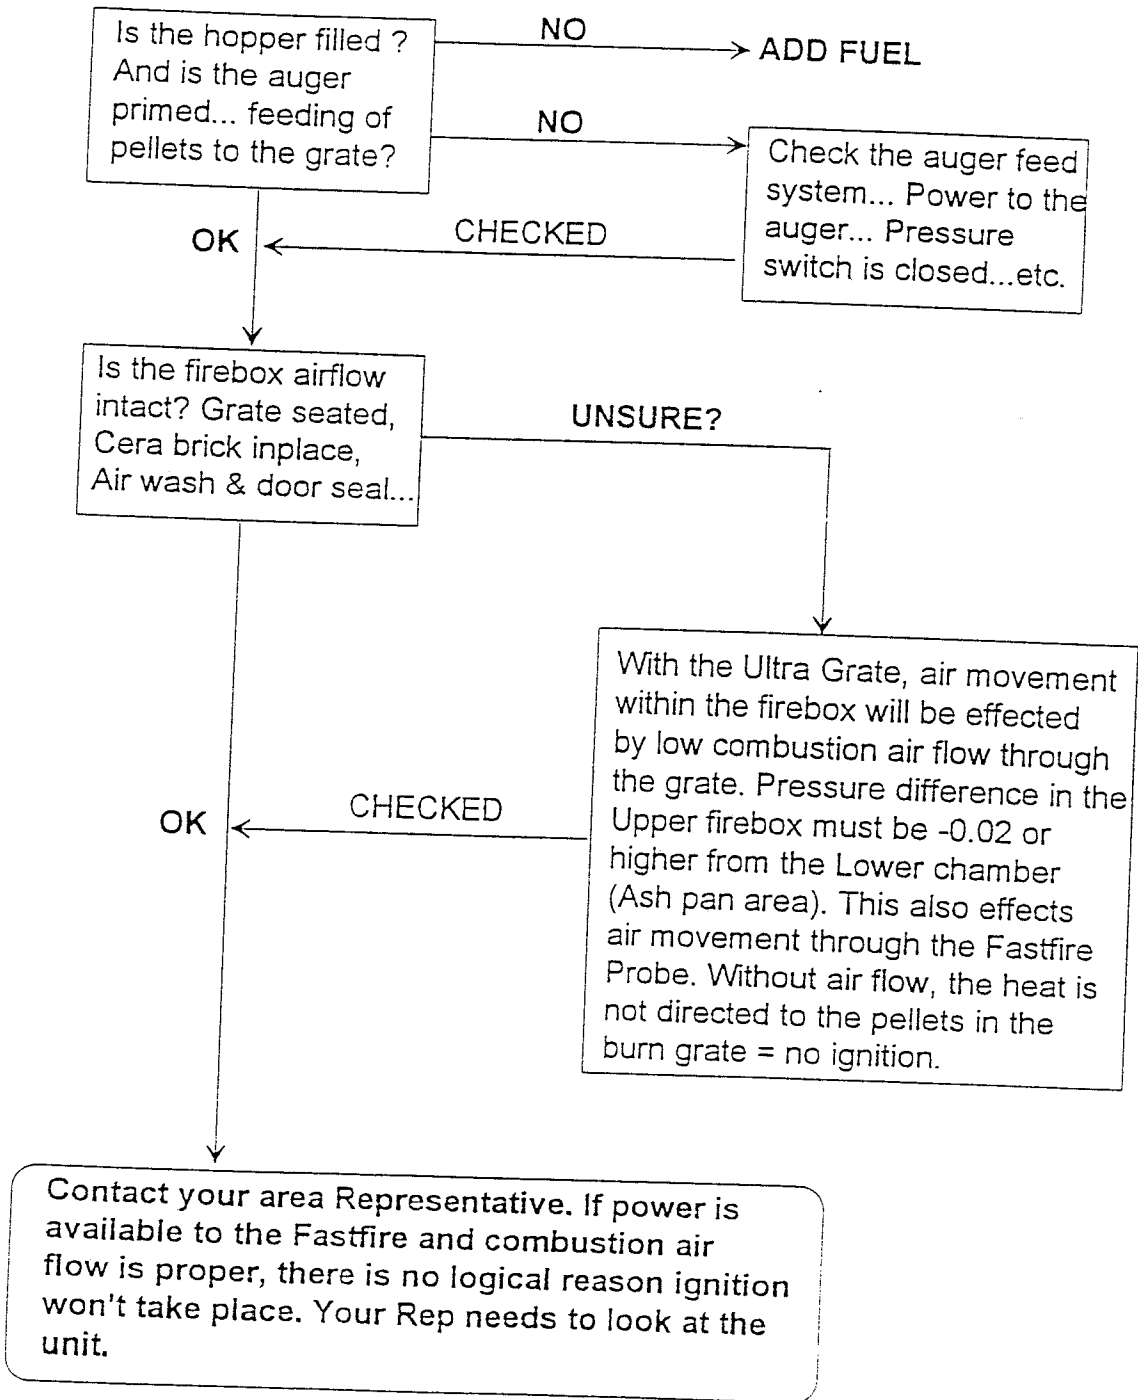 Is the hopper filled ?
And is the auger
primed... feeding of
pellets to the grate?
NO
ADD FUEL
NO
Check the auger feed
system... Power to the
auger... Pressure
switch is closed...etc.
OK
CHECKED
Is the firebox airflow
intact? Grate seated,
Cera brick inplace,
Air wash & door seal...
UNSURE?
With the Ultra Grate, air movement
within the firebox will be effected
by low combustion air flow through
the grate. Pressure difference in the
Upper firebox must be -0.02 or
higher from the Lower chamber
(Ash pan area). This also effects
air movement through the Fastfire
Probe. Without air flow, the heat is
not directed to the pellets in the
burn grate = no ignition.
OK
CHECKED
Contact your area Representative. If power is
available to the Fastfire and combustion air
flow is proper, there is no logical reason ignition
won't take place. Your Rep needs to look at the
unit.